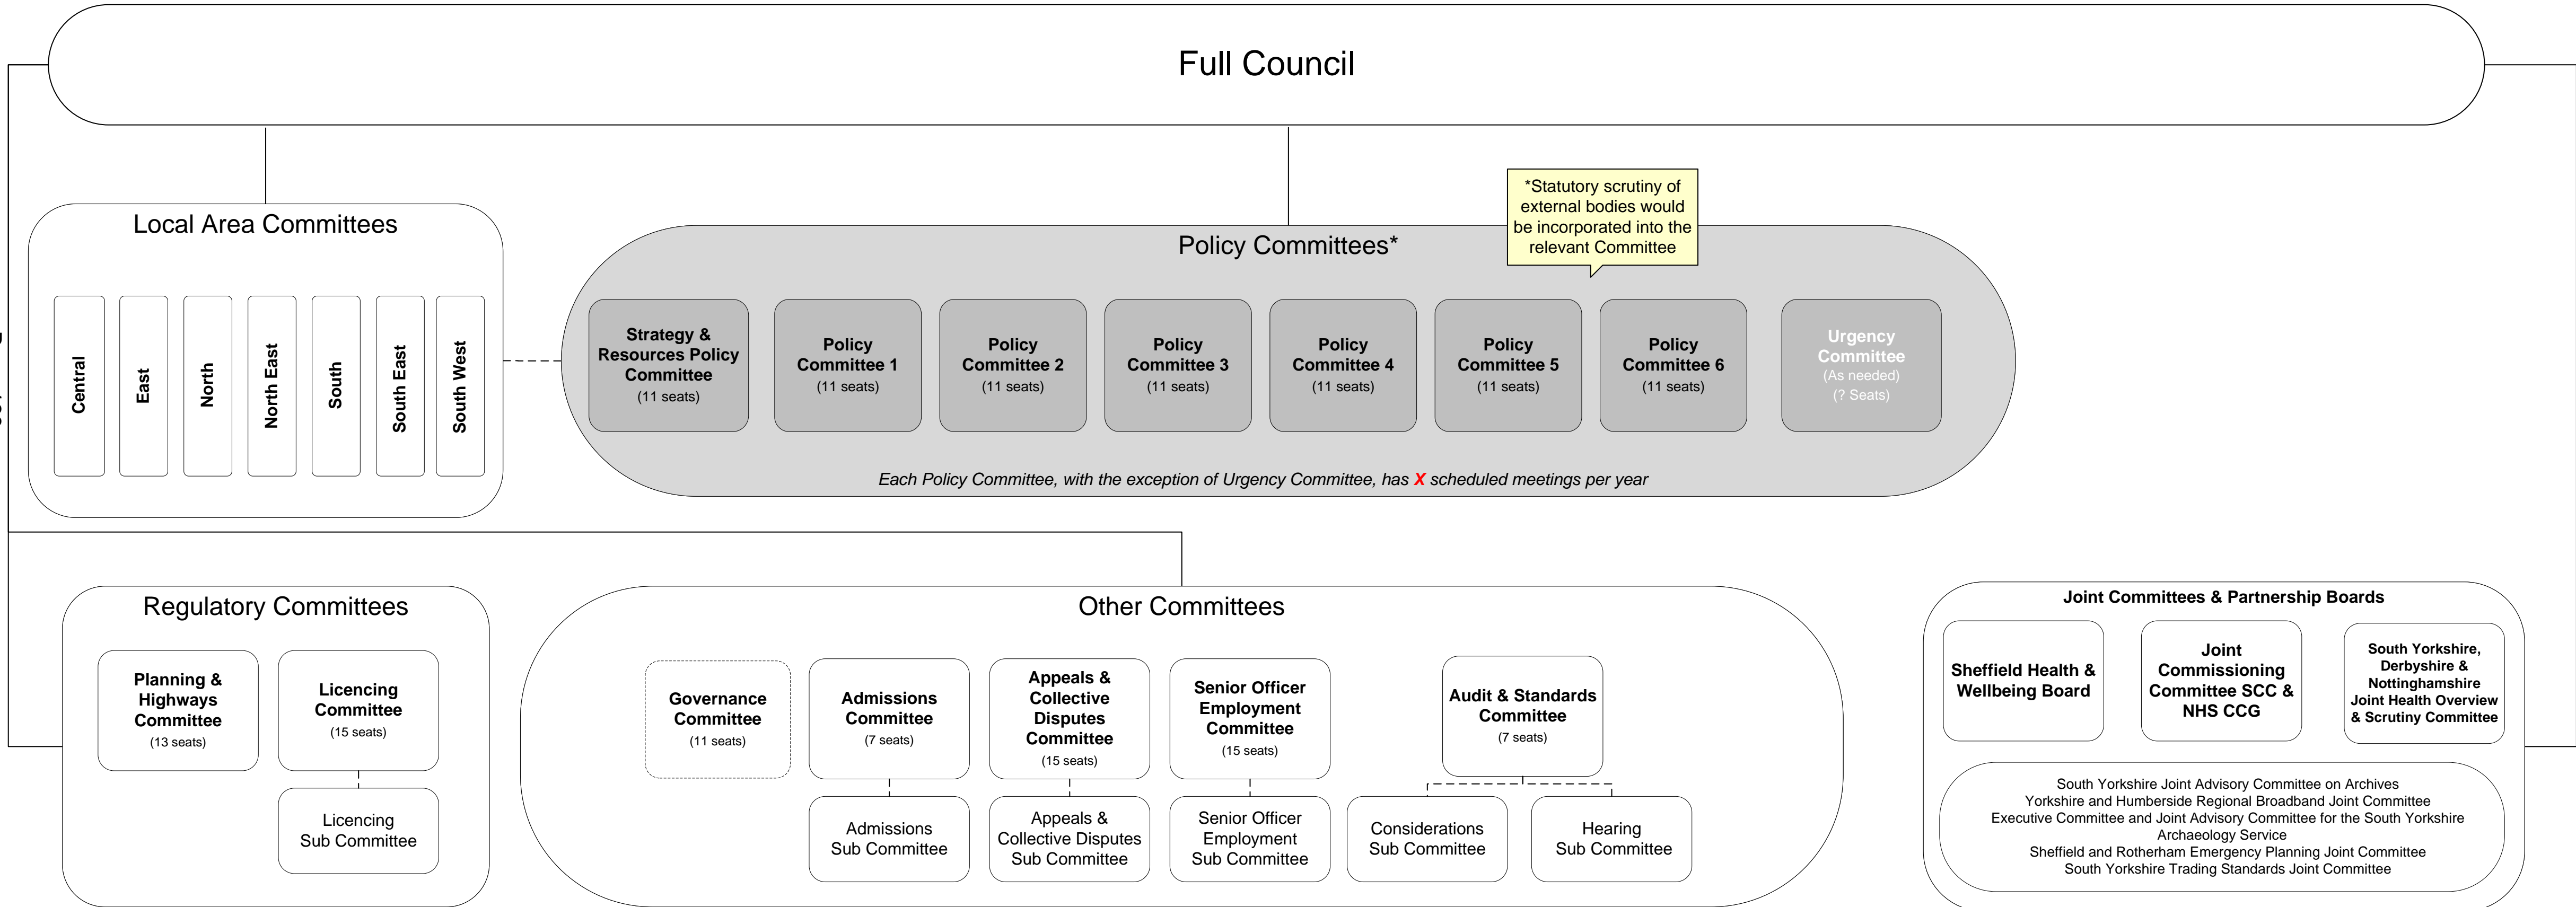 Full Council
Local Area Committees
Central
East
North
North East
South
South East
South West
*Statutory scrutiny of
external bodies would
be incorporated into the
relevant Committee
Policy Committees*
Strategy &
Resources Policy
Committee
(11 seats)
Policy
Committee 1
(11 seats)
Policy
Committee 2
(11 seats)
Policy
Committee 3
(11 seats)
Policy
Committee 4
(11 seats)
Policy
Committee 5
(11 seats)
Policy
Committee 6
(11 seats)
Urgency
Committee
(As needed)
(? Seats)
Each Policy Committee, with the exception of Urgency Committee, has X scheduled meetings per year
Regulatory Committees
Planning &
Highways
Committee
(13 seats)
Licencing
Committee
(15 seats)
Licencing
Sub Committee
Other Committees
Governance
Committee
(11 seats)
Admissions
Committee
(7 seats)
Appeals &
Collective
Disputes
Committee
(15 seats)
Senior Officer
Employment
Committee
(15 seats)
Audit & Standards
Committee
(7 seats)
Admissions
Sub Committee
Appeals &
Collective Disputes
Sub Committee
Senior Officer
Employment
Sub Committee
Considerations
Sub Committee
Hearing
Sub Committee
Joint Committees & Partnership Boards
Sheffield Health &
Wellbeing Board
Joint
Commissioning
Committee SCC &
NHS CCG
South Yorkshire,
Derbyshire &
Nottinghamshire
Joint Health Overview
& Scrutiny Committee
South Yorkshire Joint Advisory Committee on Archives
Yorkshire and Humberside Regional Broadband Joint Committee
Executive Committee and Joint Advisory Committee for the South Yorkshire
Archaeology Service
Sheffield and Rotherham Emergency Planning Joint Committee
South Yorkshire Trading Standards Joint Committee